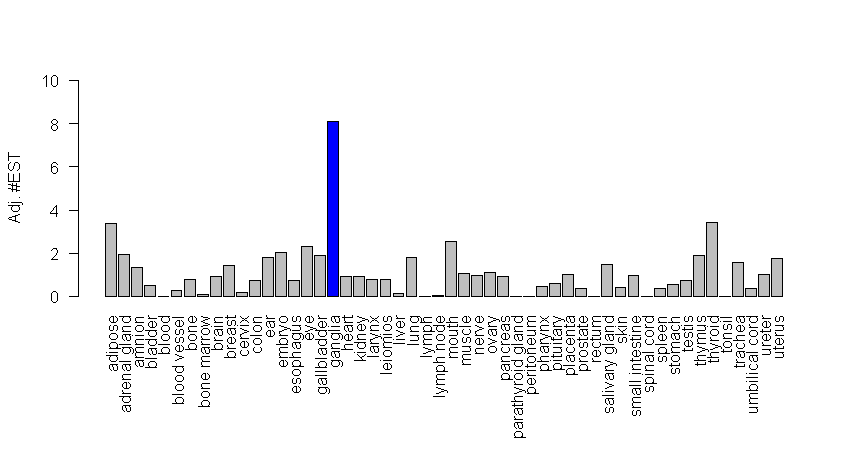 10
8
6
4
2
0
Adj. #EST
adipose
adrenal gland
amnion
bladder
blood
blood vessel
bone
bone marrow
brain
breast
cervix
colon
ear
embryo
esophagus
eye
gallbladder
ganglia
heart
kidney
larynx
leiomios
liver
lung
lymph
lymph node
mouth
muscle
nerve
ovary
pancreas
parathyroid gland
peritoneum
pharynx
pituitary
placenta
prostate
rectum
salivary gland
skin
small intestine
spinal cord
spleen
stomach
testis
thymus
thyroid
tonsil
trachea
umbilical cord
ureter
uterus